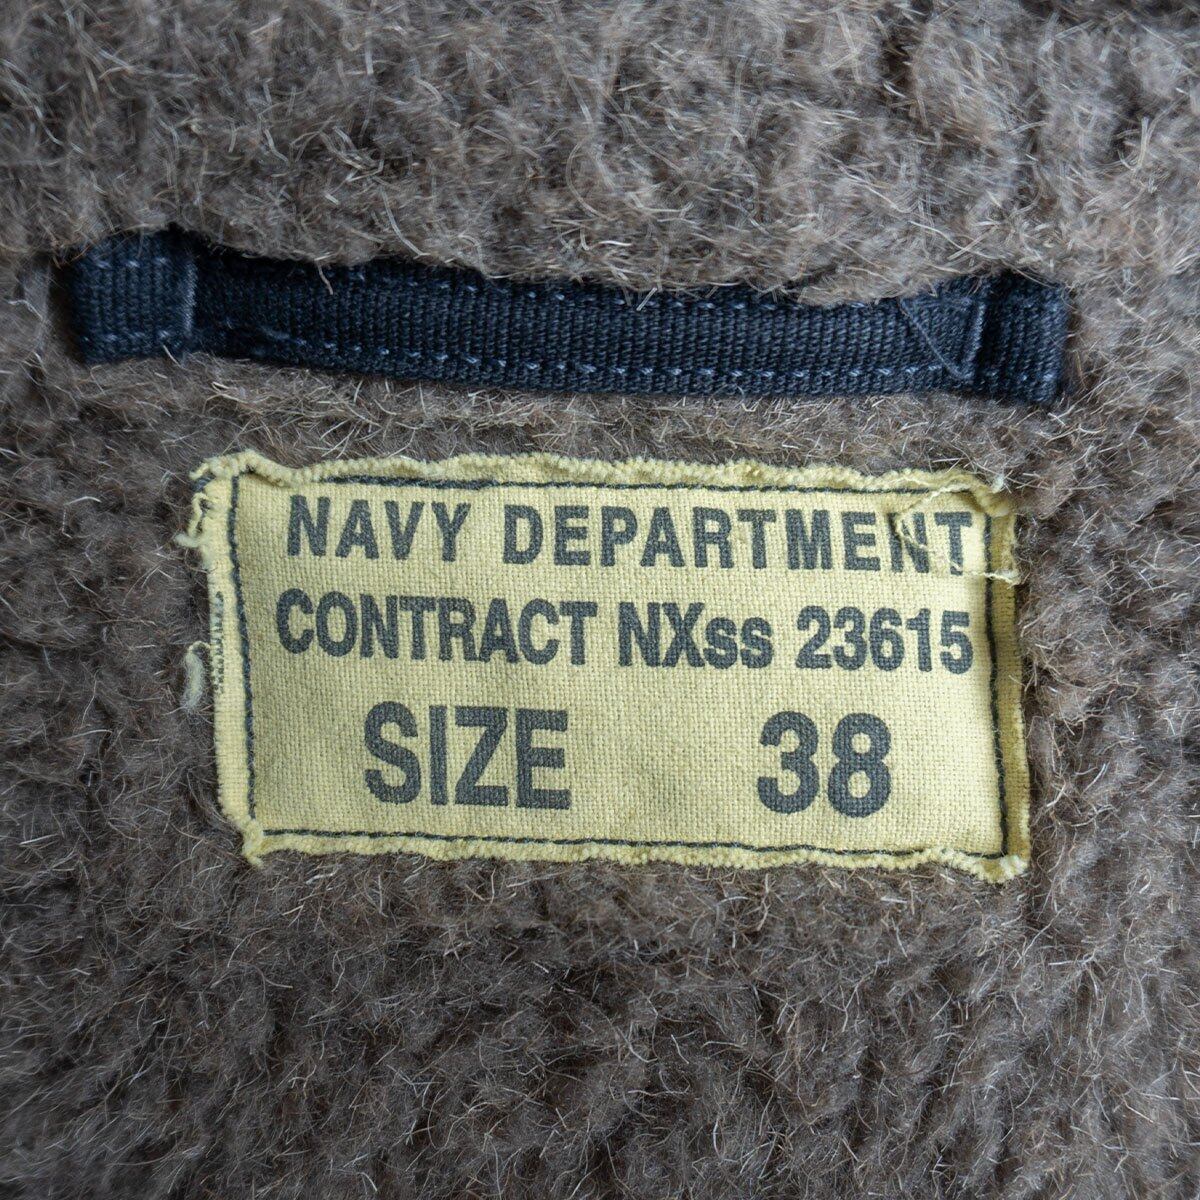 NAVY DEPARTMENT
CONTRACT NXss 23615
SIZE 38